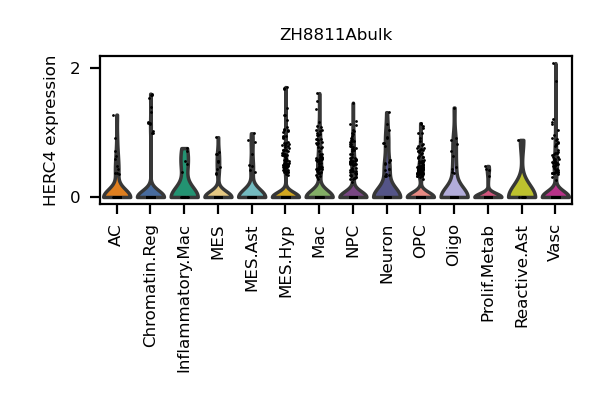 ZH8811Abulk
HERC4 expression
2
0
AC
Chromatin.Reg
Inflammatory.Mac
MES
MES.Ast
MES.Hyp
Mac
NPC
Neuron
OPC
Oligo
Prolif.Metab
Reactive.Ast
Vasc